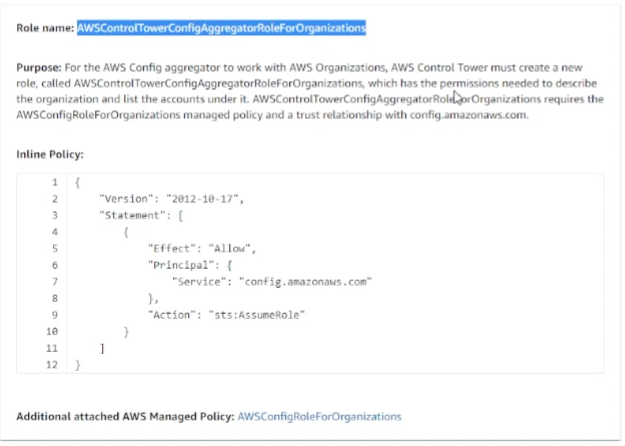 Role name: AWSControlTowerConfigAggregatorRoleForOrganizations
Purpose: For the AWS Config aggregator to work with AWS Organizations, AWS Control Tower must create a new
role, called AWSControlTowerConfigAggregatorRoleForOrganizations, which has the permissions needed to describe
the organization and list the accounts under it. AWSControlTowerConfigAggregatorRoleForOrganizations requires the
AWSConfigRoleForOrganizations managed policy and a trust relationship with config.amazonaws.com.
Inline Policy:
1 {
2 "Version": "2012-10-17",
3 "Statement": [
4 {
5 "Effect": "Allow",
6 "Principal": {
7 "Service": "config.amazonaws.com"
8 },
9 "Action": "sts:AssumeRole"
10 }
11 ]
12 }
Additional attached AWS Managed Policy: AWSConfigRoleForOrganizations